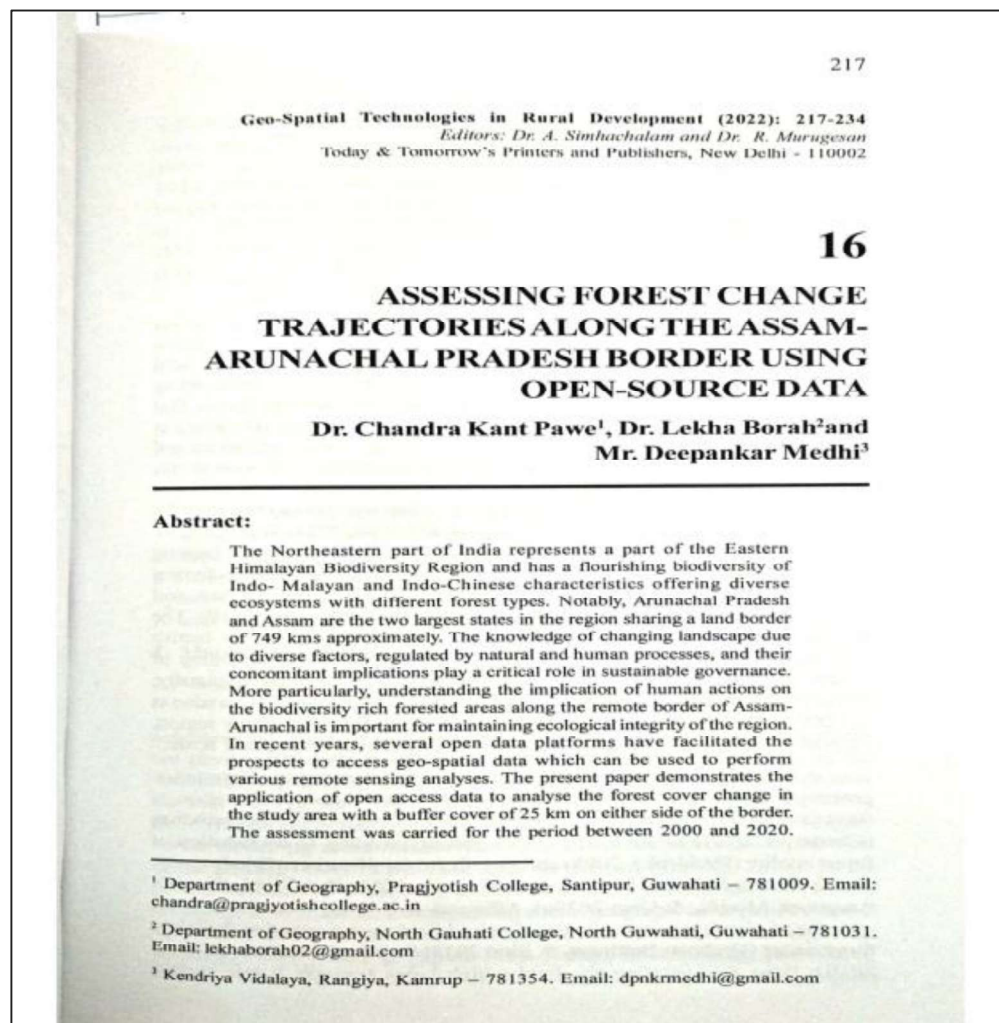 217
Geo-Spatial Technologies in Rural Development (2022): 217-234
Editors: Dr. A. Simhachalam and Dr. R. Murugesan
Today & Tomorrow's Printers and Publishers, New Delhi - 110002
16
ASSESSING FOREST CHANGE
TRAJECTORIES ALONG THE ASSAM-
ARUNACHAL PRADESH BORDER USING
OPEN-SOURCE DATA
Dr. Chandra Kant Pawe¹, Dr. Lekha Borah²and
Mr. Deepankar Medhi³
Abstract:
The Northeastern part of India represents a part of the Eastern
Himalayan Biodiversity Region and has a flourishing biodiversity of
Indo- Malayan and Indo-Chinese characteristics offering diverse
ecosystems with different forest types. Notably, Arunachal Pradesh
and Assam are the two largest states in the region sharing a land border
of 749 kms approximately. The knowledge of changing landscape due
to diverse factors, regulated by natural and human processes, and their
concomitant implications play a critical role in sustainable governance.
More particularly, understanding the implication of human actions on
the biodiversity rich forested areas along the remote border of Assam-
Arunachal is important for maintaining ecological integrity of the region.
In recent years, several open data platforms have facilitated the
prospects to access geo-spatial data which can be used to perform
various remote sensing analyses. The present paper demonstrates the
application of open access data to analyse the forest cover change in
the study area with a buffer cover of 25 km on either side of the border.
The assessment was carried for the period between 2000 and 2020.
¹ Department of Geography, Pragjyotish College, Santipur, Guwahati – 781009. Email:
chandra@pragjyotishcollege.ac.in
² Department of Geography, North Gauhati College, North Guwahati, Guwahati – 781031.
Email: lekhaborah02@gmail.com
³ Kendriya Vidalaya, Rangiya, Kamrup – 781354. Email: dpnkrmedhi@gmail.com